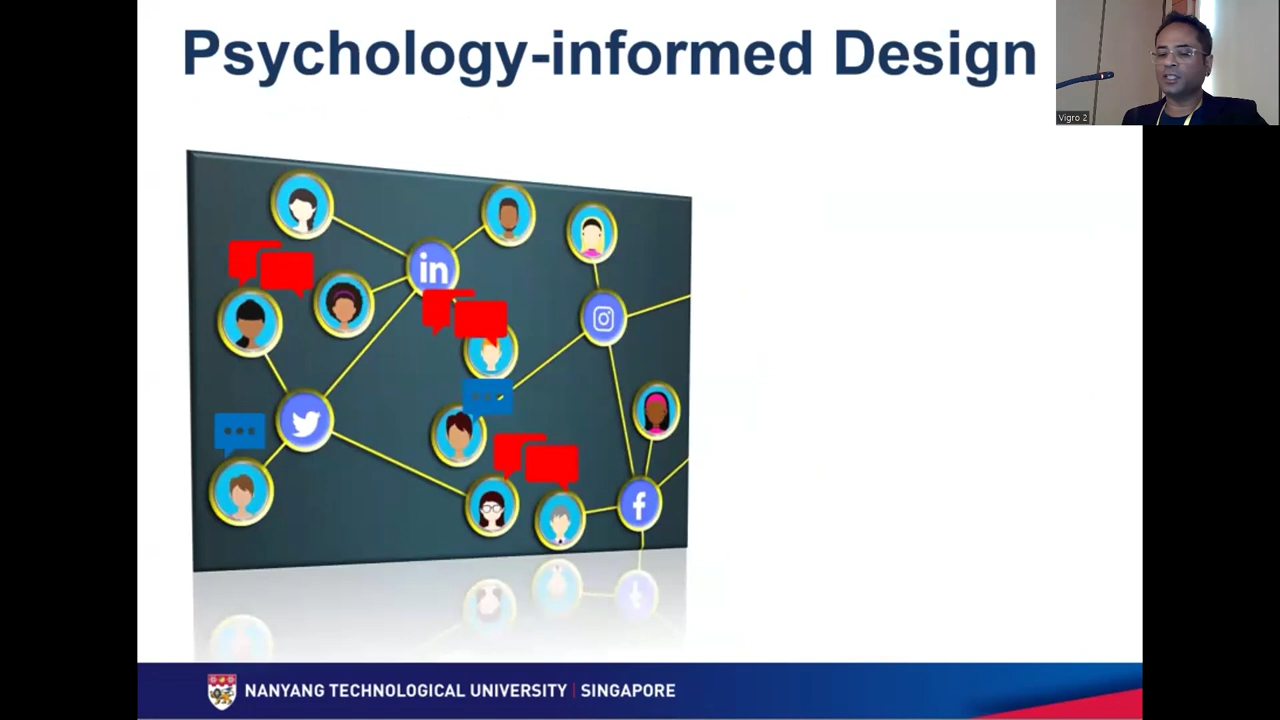 Psychology-informed Design
Vigro 2
in
NANYANG TECHNOLOGICAL UNIVERSITY | SINGAPORE